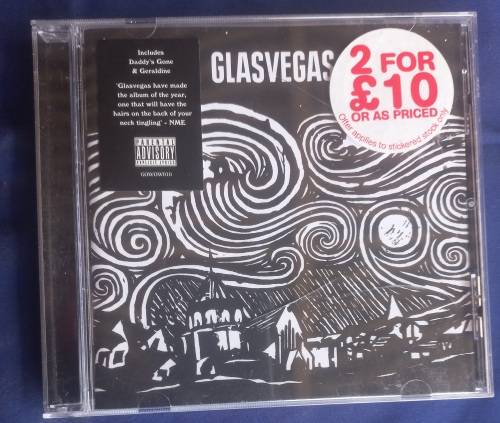 Includes
Daddy's Gone
& Geraldine
'Glasvegas have made
the album of the year,
one that will have the
hairs on the back of your
neck tingling' - NME
PARENTAL
ADVISORY
EXPLICIT LYRICS
GOWOW010
GLASVEGAS
2 FOR
£10
OR AS PRICED
Offer applies to stickered stock only